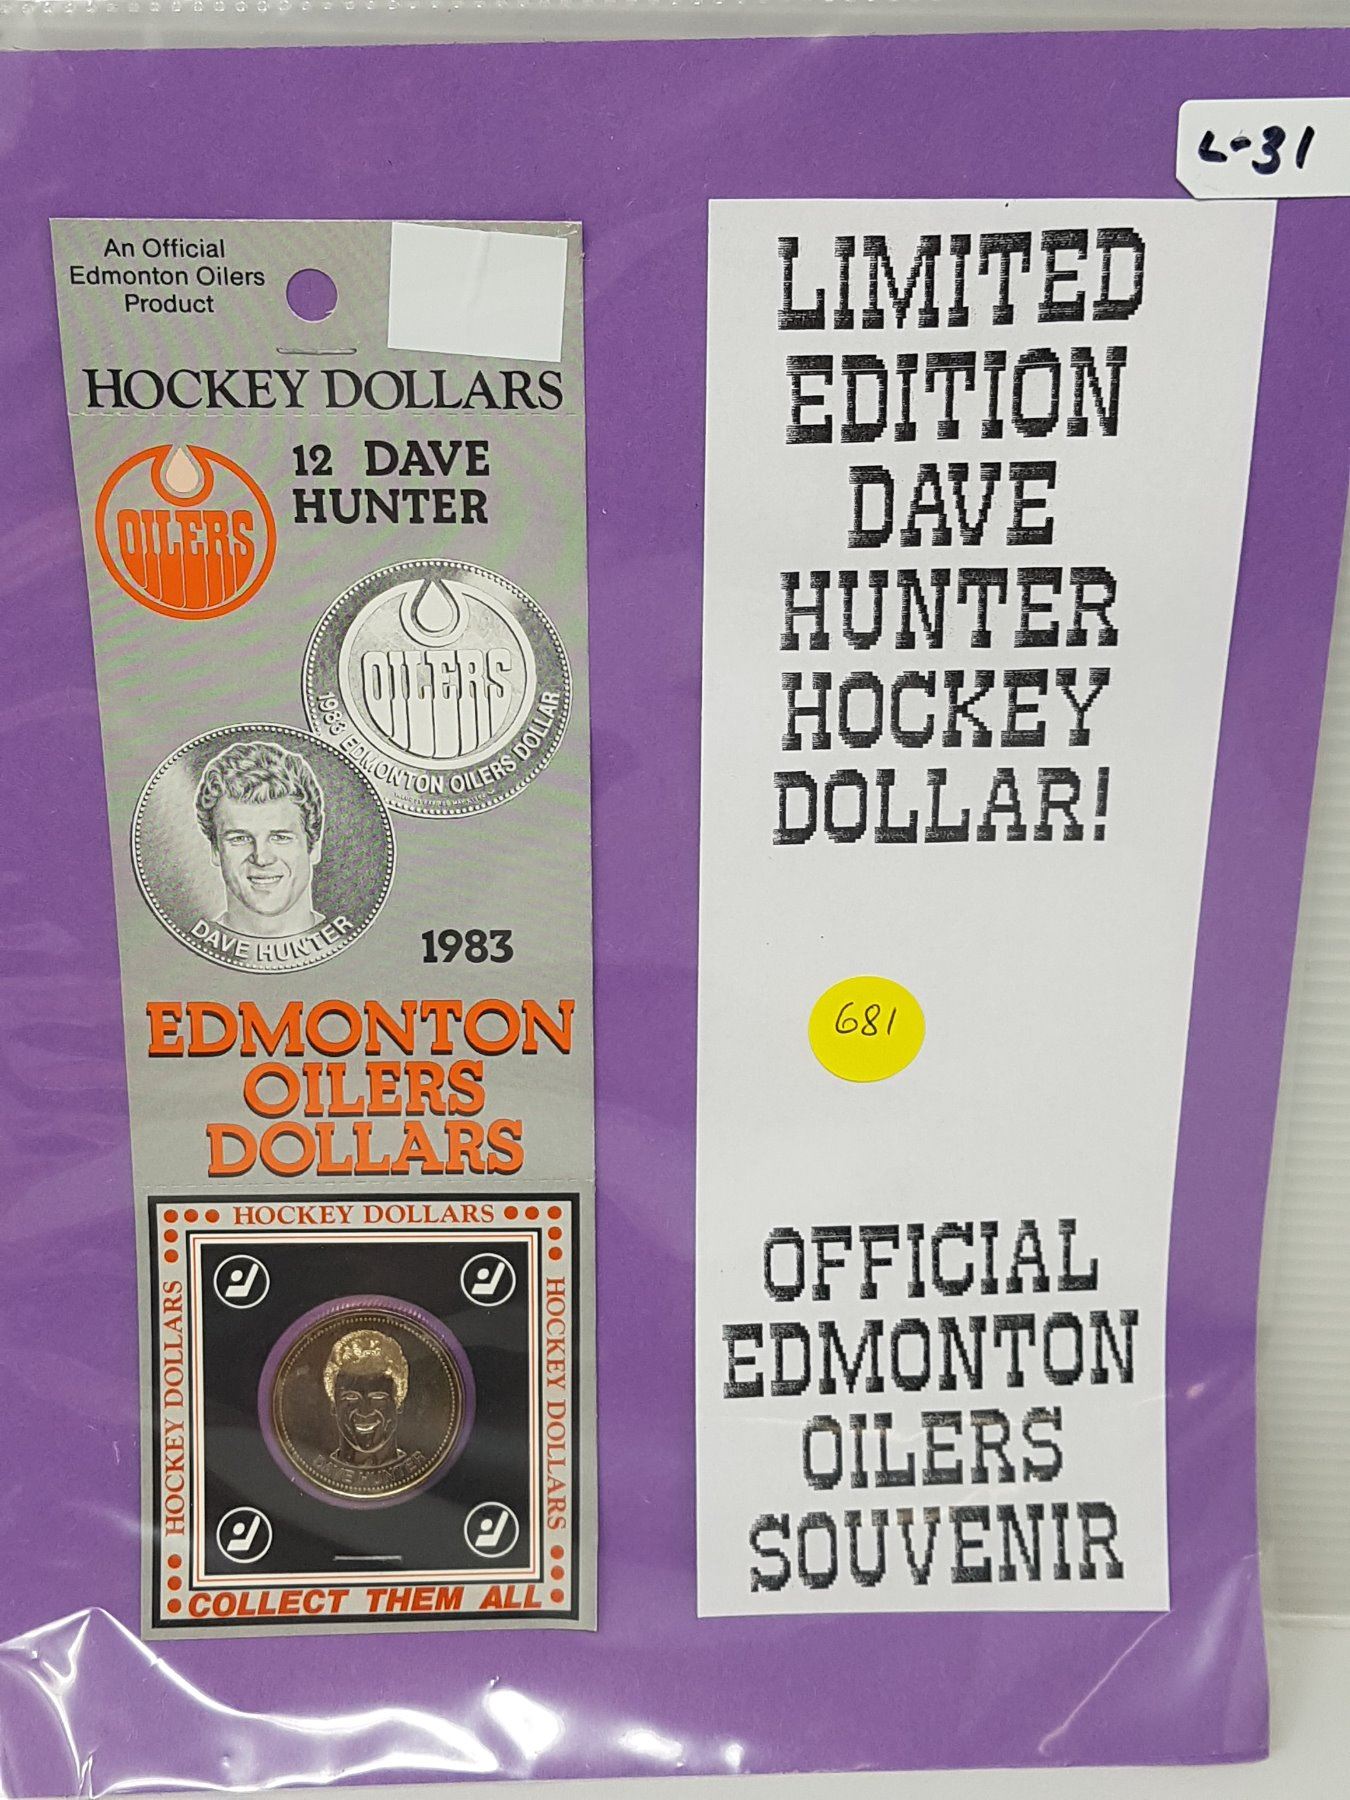 L-31
An Official
Edmonton Oilers
Product
HOCKEY DOLLARS
OILERS
12 DAVE
HUNTER
OILERS
1983 EDMONTON OILERS DOLLAR
DAVE HUNTER
1983
EDMONTON
OILERS
DOLLARS
HOCKEY DOLLARS
HOCKEY DOLLARS
HOCKEY DOLLARS
DAVE HUNTER
COLLECT THEM ALL
LIMITED
EDITION
DAVE
HUNTER
HOCKEY
DOLLAR!
681
OFFICIAL
EDMONTON
OILERS
SOUVENIR